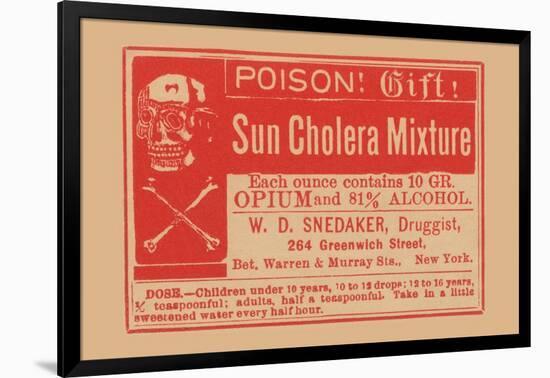 POISON! Gift!
Sun Cholera Mixture
Each ounce contains 10 GR.
OPIUM and 81% ALCOHOL.
W. D. SNEDAKER, Druggist,
264 Greenwich Street,
Bet. Warren & Murray Sts., New York.
DOSE.—Children under 10 years, 10 to 12 drops; 12 to 16 years,
teaspoonful; adults, half a teaspoonful. Take in a little
sweetened water every half hour.